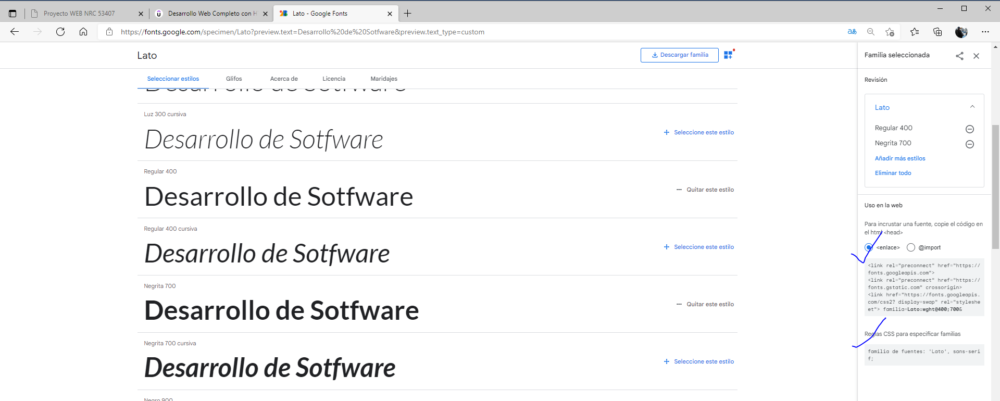 Proyecto WEB NRC 53407
Desarrollo Web Completo con H
Lato - Google Fonts
https://fonts.google.com/specimen/Lato?preview.text=Desarrollo%20de%20Sotfware&preview.text_type=custom
aあ
Lato
Descargar familia
Seleccionar estilos
Glifos
Acerca de
Licencia
Maridajes
Desarrollo de Sotfware
Luz 300 cursiva
Desarrollo de Sotfware
Seleccione este estilo
Regular 400
Desarrollo de Sotfware
Quitar este estilo
Regular 400 cursiva
Desarrollo de Sotfware
Seleccione este estilo
Negrita 700
Desarrollo de Sotfware
Quitar este estilo
Negrita 700 cursiva
Desarrollo de Sotfware
Seleccione este estilo
Negro 900
Familia seleccionada
Revisión
Lato
Regular 400
Negrita 700
Añadir más estilos
Eliminar todo
Uso en la web
Para incrustar una fuente, copie el código en
el html <head>
<enlace>
@import
<link rel="preconnect" href="https://
fonts.googleapis.com">
<link rel="preconnect" href="https://
fonts.gstatic.com" crossorigin>
<link href="https://fonts.googleapis.
com/css2? display=swap" rel="styleshe
et"> familia=Lato:wght@400;700&
Reglas CSS para especificar familias
familia de fuentes: 'Lato', sans-seri
f;